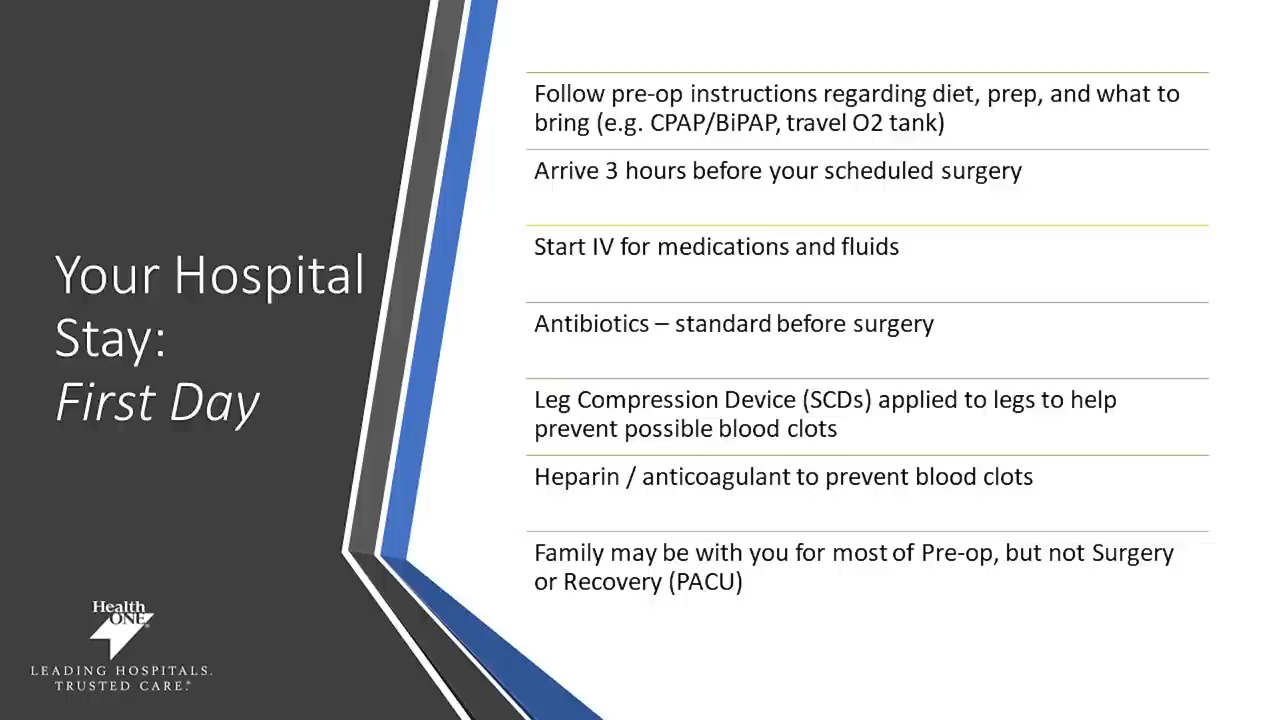 Your Hospital
Stay:
First Day
Follow pre-op instructions regarding diet, prep, and what to
bring (e.g. CPAP/BiPAP, travel O2 tank)
Arrive 3 hours before your scheduled surgery
Start IV for medications and fluids
Antibiotics – standard before surgery
Leg Compression Device (SCDs) applied to legs to help
prevent possible blood clots
Heparin / anticoagulant to prevent blood clots
Family may be with you for most of Pre-op, but not Surgery
or Recovery (PACU)
Health
ONE®
LEADING HOSPITALS.
TRUSTED CARE.®